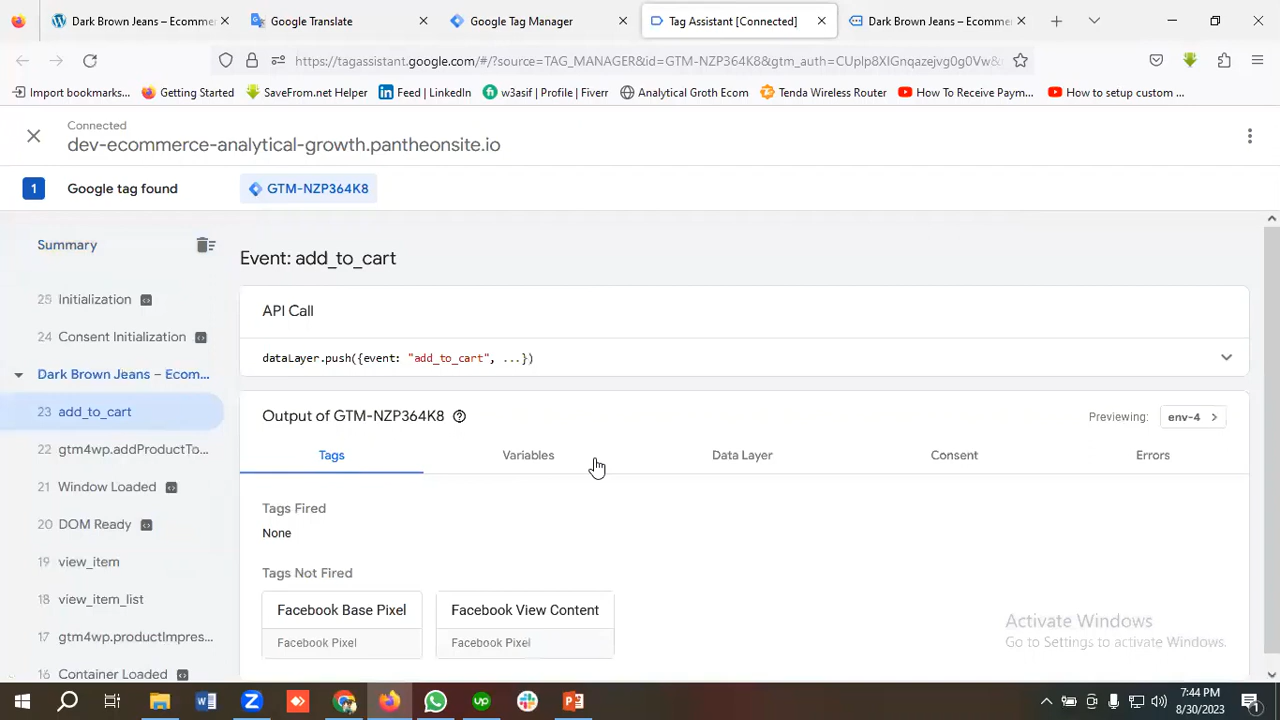 Dark Brown Jeans – Ecommer
Google Translate
Google Tag Manager
Tag Assistant [Connected]
Dark Brown Jeans – Ecomme
https://tagassistant.google.com/#/?source=TAG_MANAGER&id=GTM-NZP364K8&gtm_auth=CUplp8XIGnqazejvg0g0Vw&
Import bookmarks...
Getting Started
SaveFrom.net Helper
Feed | LinkedIn
w3asif | Profile | Fiverr
Analytical Groth Ecom
Tenda Wireless Router
How To Receive Paym...
How to setup custom ...
Connected
dev-ecommerce-analytical-growth.pantheonsite.io
1
Google tag found
GTM-NZP364K8
Summary
25 Initialization
24 Consent Initialization
Dark Brown Jeans – Ecom...
23 add_to_cart
22 gtm4wp.addProductTo...
21 Window Loaded
20 DOM Ready
19 view_item
18 view_item_list
17 gtm4wp.productImpres...
16 Container Loaded
Event: add_to_cart
API Call
dataLayer.push({event: "add_to_cart", ...})
Output of GTM-NZP364K8
Previewing: env-4
Tags
Variables
Data Layer
Consent
Errors
Tags Fired
None
Tags Not Fired
Facebook Base Pixel
Facebook Pixel
Facebook View Content
Facebook Pixel
Activate Windows
Go to Settings to activate Windows.
7:44 PM
8/30/2023